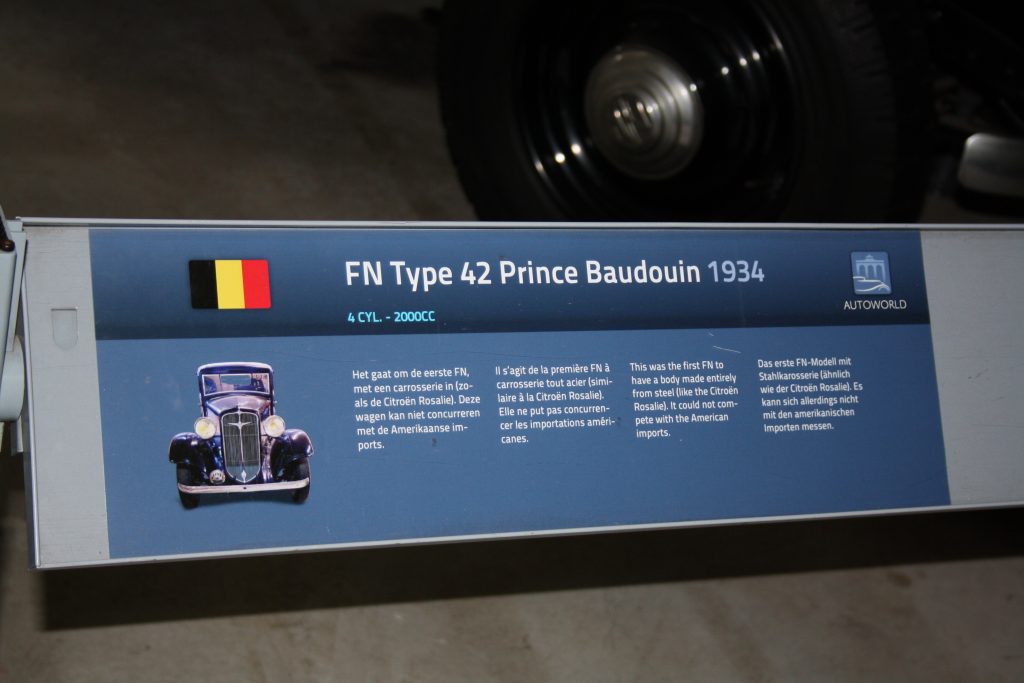 FN Type 42 Prince Baudouin 1934
4 CYL. - 2000CC
AUTOWORLD
Het gaat om de eerste FN,
met een carrosserie in (zo-
als de Citroën Rosalie). Deze
wagen kan niet concurreren
met de Amerikaanse im-
ports.
Il s'agit de la première FN à
carrosserie tout acier (simi-
laire à la Citroën Rosalie).
Elle ne put pas concurren-
cer les importations améri-
canes.
This was the first FN to
have a body made entirely
from steel (like the Citroën
Rosalie). It could not com-
pete with the American
imports.
Das erste FN-Modell mit
Stahlkarosserie (ähnlich
wie der Citroën Rosalie). Es
kann sich allerdings nicht
mit den amerikanischen
Importen messen.